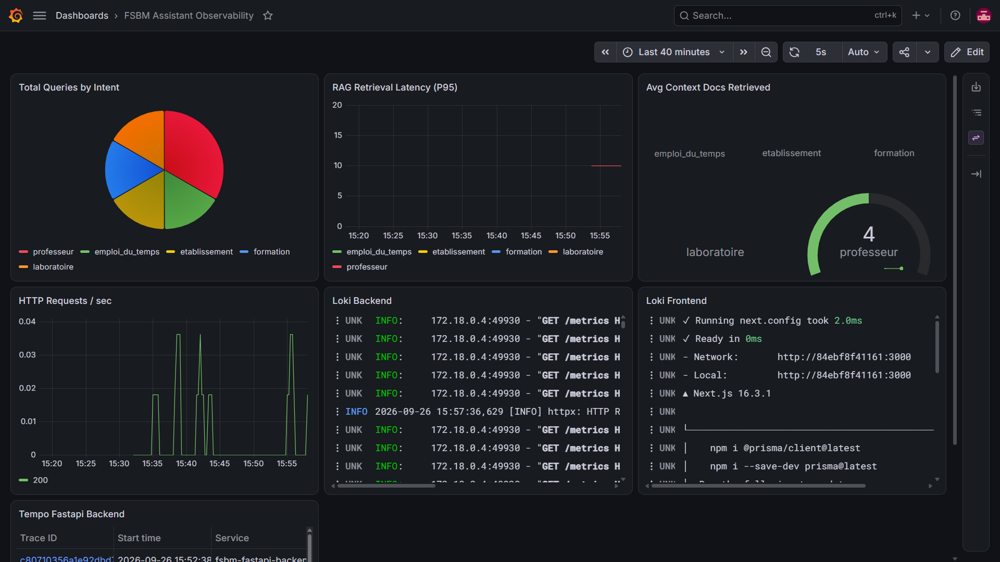 Dashboards › FSBM Assistant Observability
Search... ctrl+k
Last 40 minutes 5s Auto Edit
Total Queries by Intent
professeur emploi_du_temps etablissement formation
laboratoire
RAG Retrieval Latency (P95)
20
15
10
5
0
15:20 15:25 15:30 15:35 15:40 15:45 15:50 15:55
emploi_du_temps etablissement formation laboratoire
professeur
Avg Context Docs Retrieved
emploi_du_temps etablissement formation
laboratoire
4
professeur
HTTP Requests / sec
0.04
0.03
0.02
0.01
0
15:20 15:25 15:30 15:35 15:40 15:45 15:50 15:55
200
Loki Backend
UNK INFO: 172.18.0.4:49930 - "GET /metrics H
UNK INFO: 172.18.0.4:49930 - "GET /metrics H
UNK INFO: 172.18.0.4:49930 - "GET /metrics H
UNK INFO: 172.18.0.4:49930 - "GET /metrics H
UNK INFO: 172.18.0.4:49930 - "GET /metrics H
INFO 2026-09-26 15:57:36,629 [INFO] httpx: HTTP R
UNK INFO: 172.18.0.4:49930 - "GET /metrics H
UNK INFO: 172.18.0.4:49930 - "GET /metrics H
UNK INFO: 172.18.0.4:49930 - "GET /metrics H
Loki Frontend
UNK ✓ Running next.config took 2.0ms
UNK ✓ Ready in 0ms
UNK - Network: http://84ebf8f41161:3000
UNK - Local: http://84ebf8f41161:3000
UNK ▲ Next.js 16.3.1
UNK
UNK
UNK │ npm i @prisma/client@latest
UNK │ npm i --save-dev prisma@latest
Tempo Fastapi Backend
Trace ID Start time Service
c80710356a1e92dbd7 2026-09-26 15:52:38 fsbm-fastapi-backen